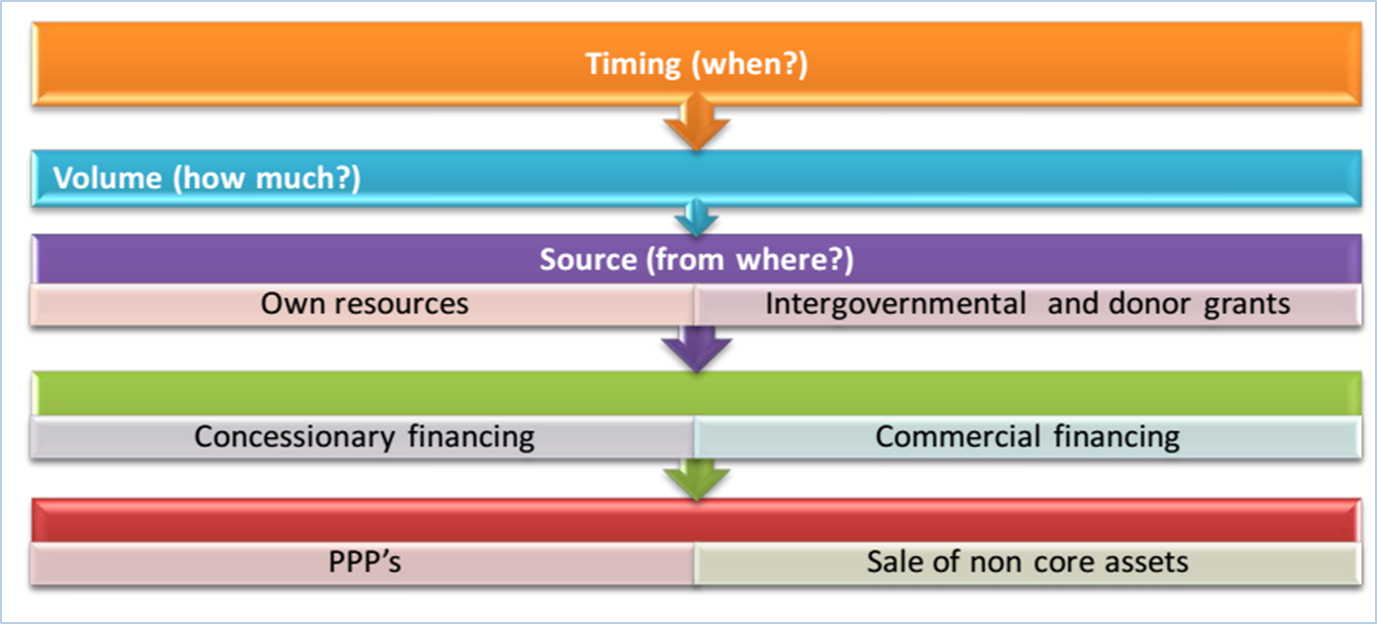 Timing (when?)
Volume (how much?)
Source (from where?)
Own resources
Intergovernmental and donor grants
Concessionary financing
Commercial financing
PPP’s
Sale of non core assets